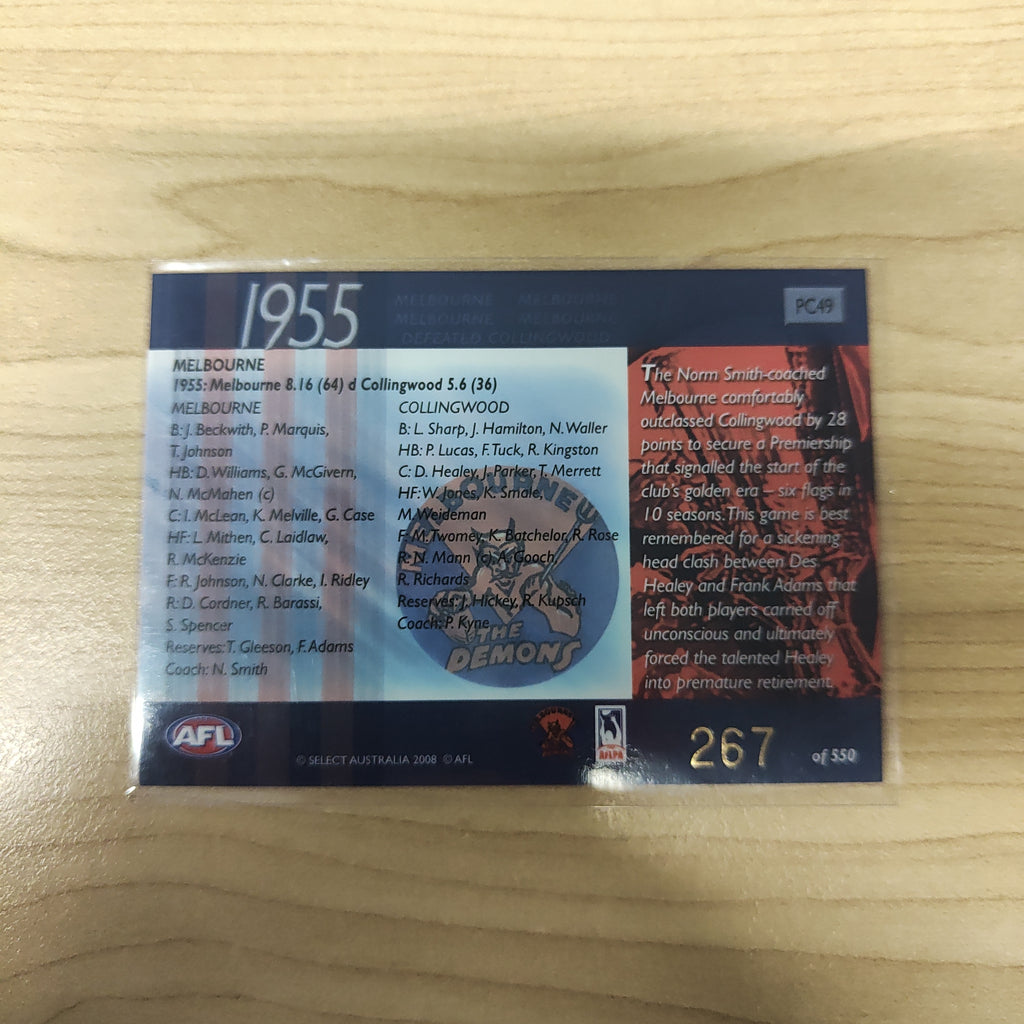 1955
MELBOURNE MELBOURNE
MELBOURNE MELBOURNE
DEFEATED COLLINGWOOD
PC49
MELBOURNE
1955: Melbourne 8.16 (64) d Collingwood 5.6 (36)
MELBOURNE
B: J. Beckwith, P. Marquis,
T. Johnson
HB: D. Williams, G. McGivern,
N. McMahen (c)
C: I. McLean, K. Melville, G. Case
HF: L. Mithen, C. Laidlaw,
R. McKenzie
F: R. Johnson, N. Clarke, I. Ridley
R: D. Cordner, R. Barassi,
S. Spencer
Reserves: T. Gleeson, F. Adams
Coach: N. Smith
COLLINGWOOD
B: L. Sharp, J. Hamilton, N. Waller
HB: P. Lucas, F. Tuck, R. Kingston
C: D. Healey, J. Parker, T. Merrett
HF: W. Jones, K. Smale,
M. Weideman
F: M. Twomey, K. Batchelor, R. Rose
R: N. Mann (c), A. Gooch,
R. Richards
Reserves: J. Hickey, R. Kupsch
Coach: P. Kyne
THE
DEMONS
The Norm Smith-coached
Melbourne comfortably
outclassed Collingwood by 28
points to secure a Premiership
that signalled the start of the
club's golden era – six flags in
10 seasons. This game is best
remembered for a sickening
head clash between Des
Healey and Frank Adams that
left both players carried off
unconscious and ultimately
forced the talented Healey
into premature retirement.
AFL
© SELECT AUSTRALIA 2008 © AFL
AFLPA
267
of 550